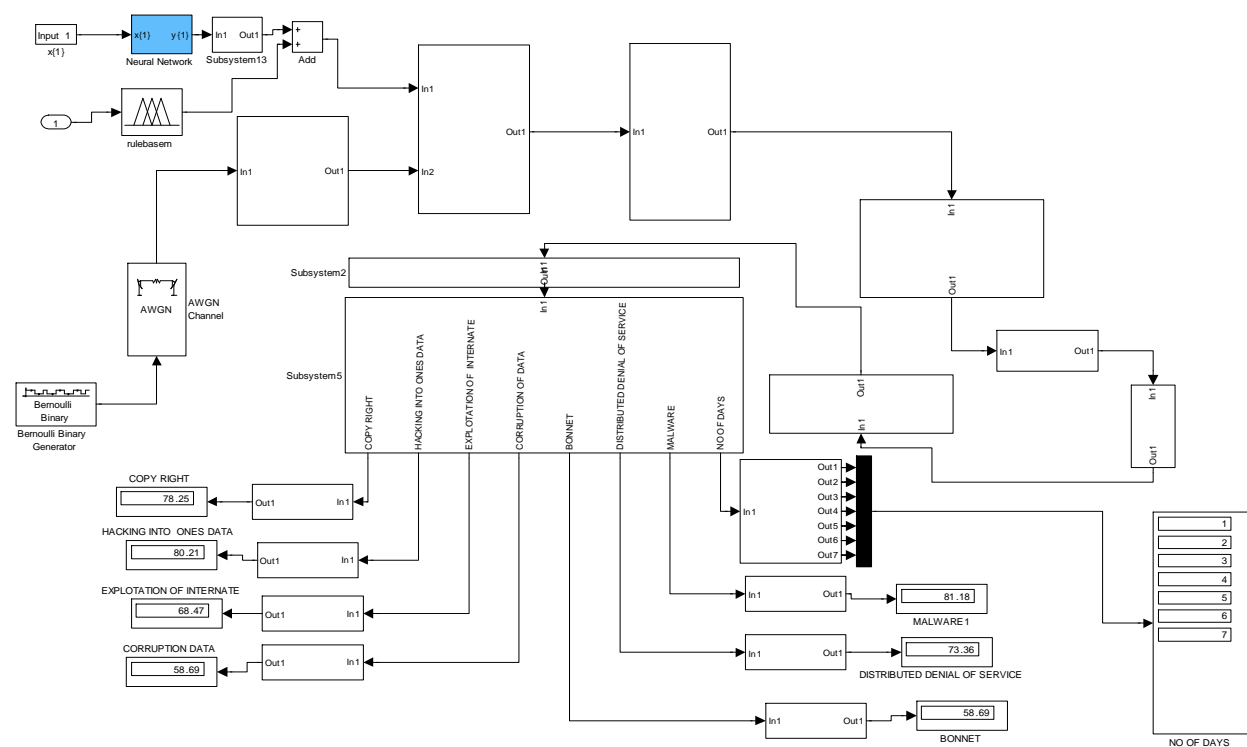 Input 1
x{1}
x{1} y{1}
Neural Network
In1 Out1
Subsystem13
+
+
Add
1
rulebasem
In1 Out1
In1
In2
Out1
In1 Out1
In1
Out1
AWGN
AWGN
Channel
Bernoulli
Binary
Bernoulli Binary
Generator
Subsystem2
In1
Out1
Subsystem5
In1
COPY RIGHT
HACKING INTO ONES DATA
EXPLOTATION OF INTERNATE
CORRUPTION OF DATA
BONNET
DISTRIBUTED DENIAL OF SERVICE
MALWARE
NO OF DAYS
In1 Out1
In1
Out1
Out1
In1
COPY RIGHT
78.25
Out1 In1
HACKING INTO ONES DATA
80.21
Out1 In1
EXPLOTATION OF INTERNATE
68.47
Out1 In1
CORRUPTION DATA
58.69
Out1 In1
In1
Out1
Out2
Out3
Out4
Out5
Out6
Out7
In1 Out1
81.18
MALWARE1
In1 Out1
73.36
DISTRIBUTED DENIAL OF SERVICE
In1 Out1
58.69
BONNET
1
2
3
4
5
6
7
NO OF DAYS